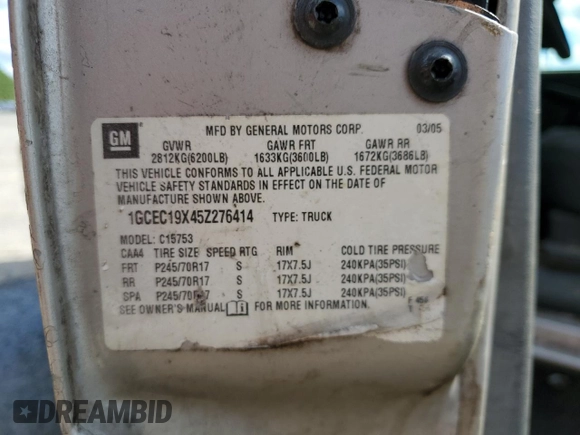 GM
MFD BY GENERAL MOTORS CORP. 03/05
GVWR GAWR FRT GAWR RR
2812KG(6200LB) 1633KG(3600LB) 1672KG(3686LB)
THIS VEHICLE CONFORMS TO ALL APPLICABLE U.S. FEDERAL MOTOR
VEHICLE SAFETY STANDARDS IN EFFECT ON THE DATE OF
MANUFACTURE SHOWN ABOVE.
1GCEC19X45Z276414 TYPE: TRUCK
MODEL: C15753
CAA4 TIRE SIZE SPEED RTG RIM COLD TIRE PRESSURE
FRT P245/70R17 S 17X7.5J 240KPA(35PSI)
RR P245/70R17 S 17X7.5J 240KPA(35PSI)
SPA P245/70R17 S 17X7.5J 240KPA(35PSI)
SEE OWNER'S MANUAL FOR MORE INFORMATION.
DREAMBID